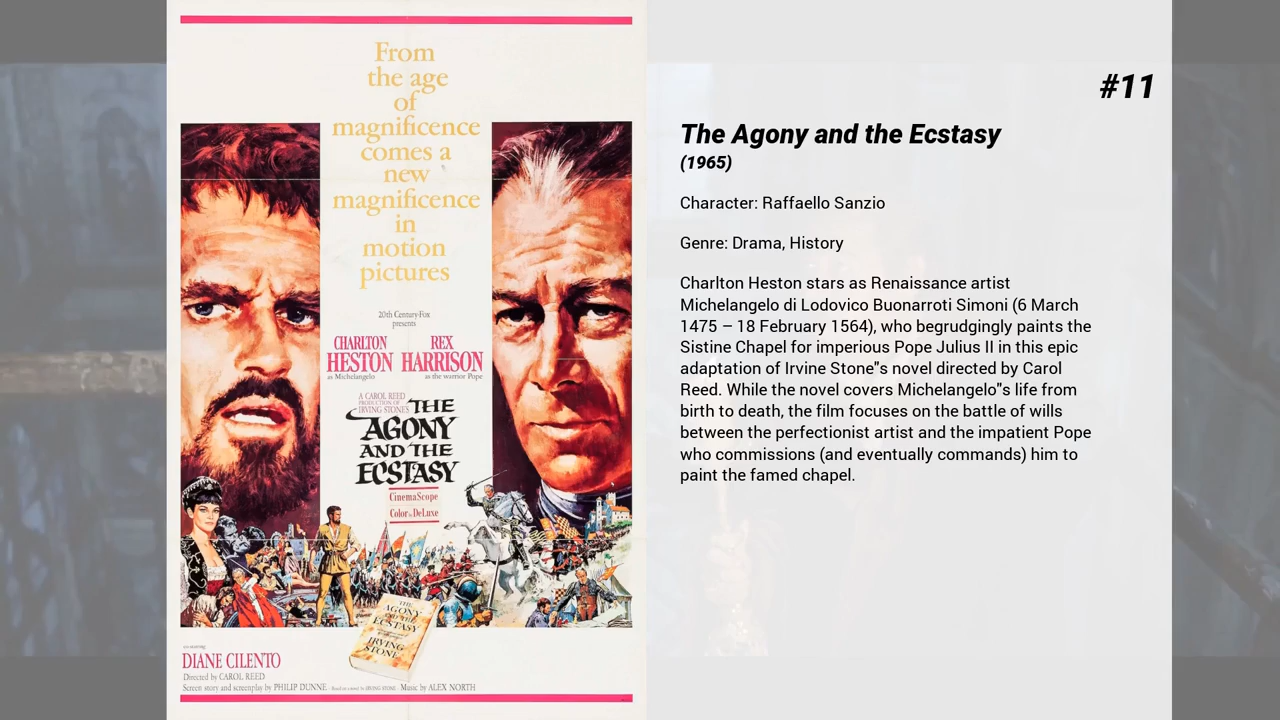 From
the age
of
magnificence
comes a
new
magnificence
in
motion
pictures
20th Century-Fox
presents
CHARLTON
HESTON
as Michelangelo
REX
HARRISON
as the warrior Pope
A CAROL REED
PRODUCTION OF
IRVING STONE'S
THE
AGONY
AND THE
ECSTASY
CinemaScope
Color by DeLuxe
THE
AGONY
AND THE
ECSTASY
IRVING
STONE
co-starring
DIANE CILENTO
Directed by CAROL REED
Screen story and screenplay by PHILIP DUNNE Based on a novel by IRVING STONE Music by ALEX NORTH
#11
The Agony and the Ecstasy
(1965)
Character: Raffaello Sanzio
Genre: Drama, History
Charlton Heston stars as Renaissance artist
Michelangelo di Lodovico Buonarroti Simoni (6 March
1475 – 18 February 1564), who begrudgingly paints the
Sistine Chapel for imperious Pope Julius II in this epic
adaptation of Irvine Stone"s novel directed by Carol
Reed. While the novel covers Michelangelo"s life from
birth to death, the film focuses on the battle of wills
between the perfectionist artist and the impatient Pope
who commissions (and eventually commands) him to
paint the famed chapel.